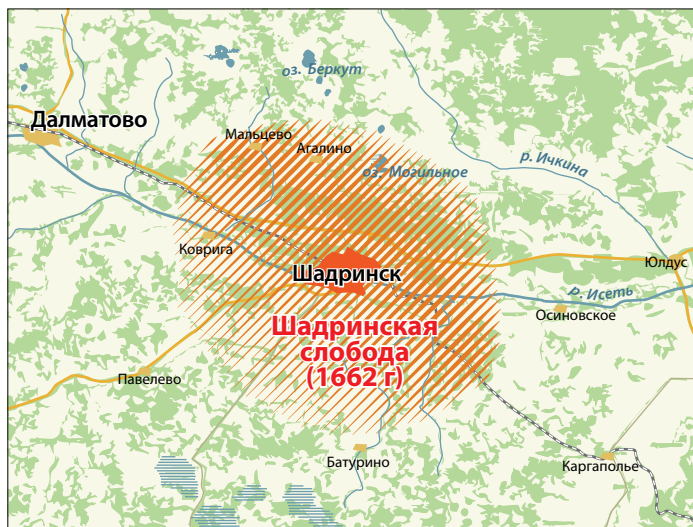 оз. Беркут
Далматово
Мальцево
Агалино
оз. Могильное
р. Ичкина
Коврига
Шадринск
Юлдус
р. Исеть
Осиновское
Шадринская
слобода
(1662 г)
Павелево
Батурино
Каргаполье